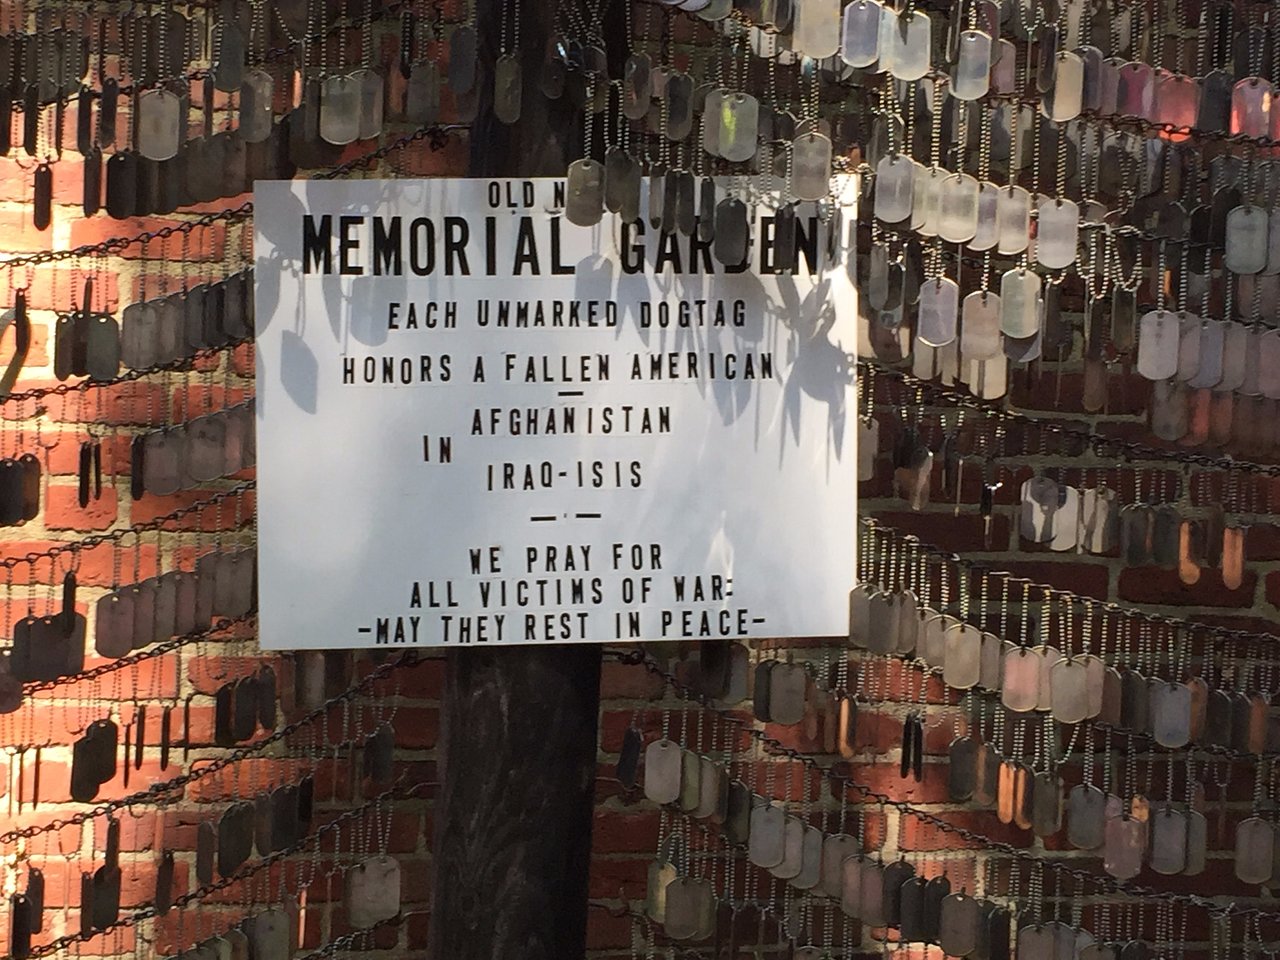 OLD
MEMORIAL GARDEN
EACH UNMARKED DOGTAG
HONORS A FALLEN AMERICAN
AFGHANISTAN
IN
IRAQ-ISIS
WE PRAY FOR
ALL VICTIMS OF WAR:
-MAY THEY REST IN PEACE-